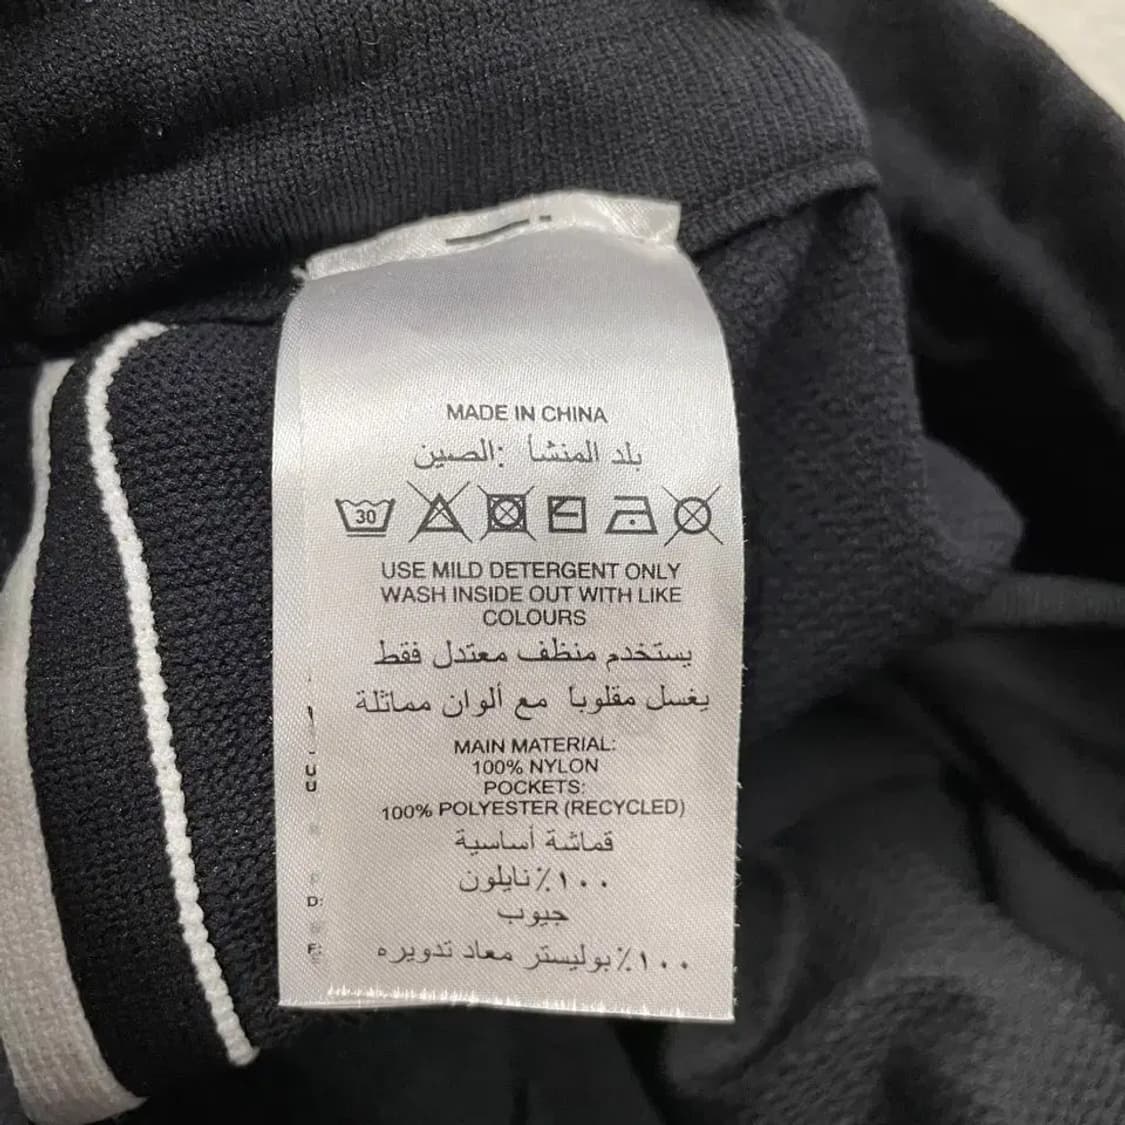 MADE IN CHINA
بلد المنشأ :الصين
30
USE MILD DETERGENT ONLY
WASH INSIDE OUT WITH LIKE
COLOURS
يستخدم منظف معتدل فقط
يغسل مقلوبا مع ألوان مماثلة
MAIN MATERIAL:
100% NYLON
POCKETS:
100% POLYESTER (RECYCLED)
قماشة أساسية
١٠٠٪ نايلون
جيوب
١٠٠٪ بوليستر معاد تدويره
D:
F: